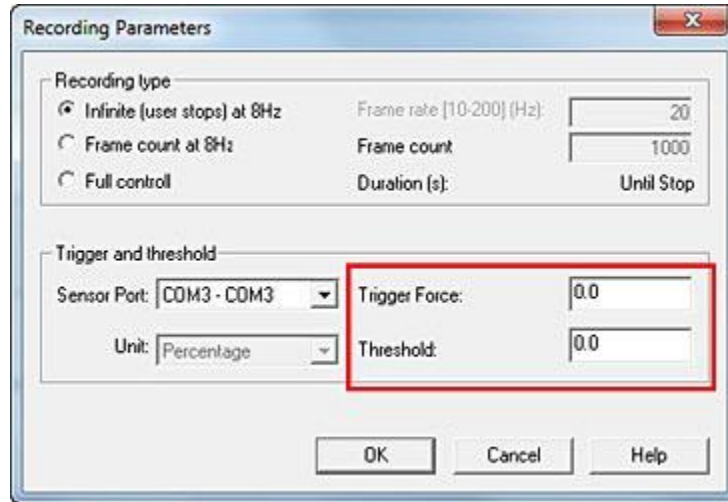 Recording Parameters
Recording type
Infinite (user stops) at 8Hz
Frame rate [10-200] (Hz):
20
Frame count at 8Hz
Frame count
1000
Full controll
Duration (s):
Until Stop
Trigger and threshold
Sensor Port:
COM3 - COM3
Trigger Force:
0.0
Unit:
Percentage
Threshold:
0.0
OK
Cancel
Help